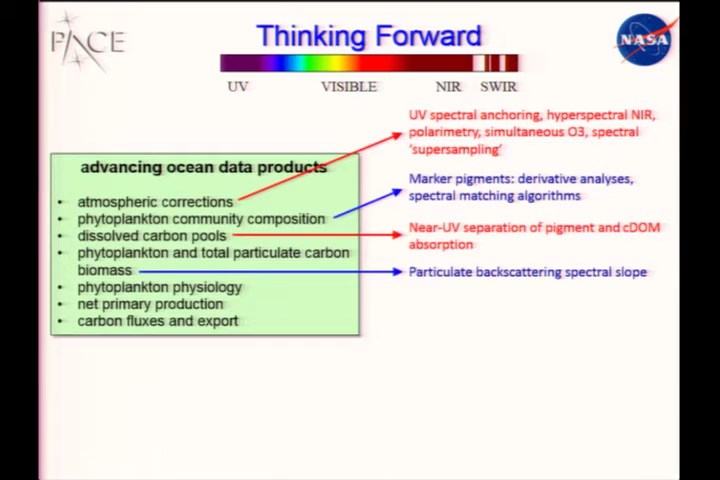 PACE
Thinking Forward
NASA
UV VISIBLE NIR SWIR
advancing ocean data products
• atmospheric corrections
• phytoplankton community composition
• dissolved carbon pools
• phytoplankton and total particulate carbon
biomass
• phytoplankton physiology
• net primary production
• carbon fluxes and export
UV spectral anchoring, hyperspectral NIR,
polarimetry, simultaneous O3, spectral
‘supersampling’
Marker pigments: derivative analyses,
spectral matching algorithms
Near-UV separation of pigment and cDOM
absorption
Particulate backscattering spectral slope